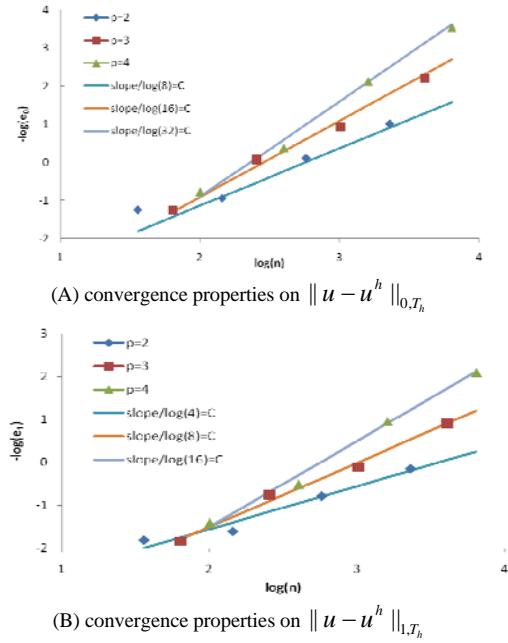 4
3
2
1
0
-1
-2
-log(e₀)
p=2
p=3
p=4
slope/log(8)=C
slope/log(16)=C
slope/log(32)=C
1 2 3 4
log(n)
(A) convergence properties on ‖ u − u^h ‖_{0,T_h}
3
2
1
0
-1
-2
-log(e₁)
p=2
p=3
p=4
slope/log(4)=C
slope/log(8)=C
slope/log(16)=C
1 2 3 4
log(n)
(B) convergence properties on ‖ u − u^h ‖_{1,T_h}